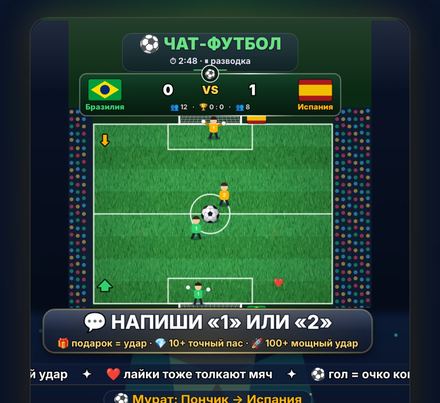 ЧАТ-ФУТБОЛ
2:48 · разводка
0 VS 1
Бразилия
Испания
12 · 0 : 0 · 8
НАПИШИ «1» ИЛИ «2»
подарок = удар · 10+ точный пас · 100+ мощный удар
й удар ✦ лайки тоже толкают мяч ✦ гол = очко
Мурат: Пончик → Испания